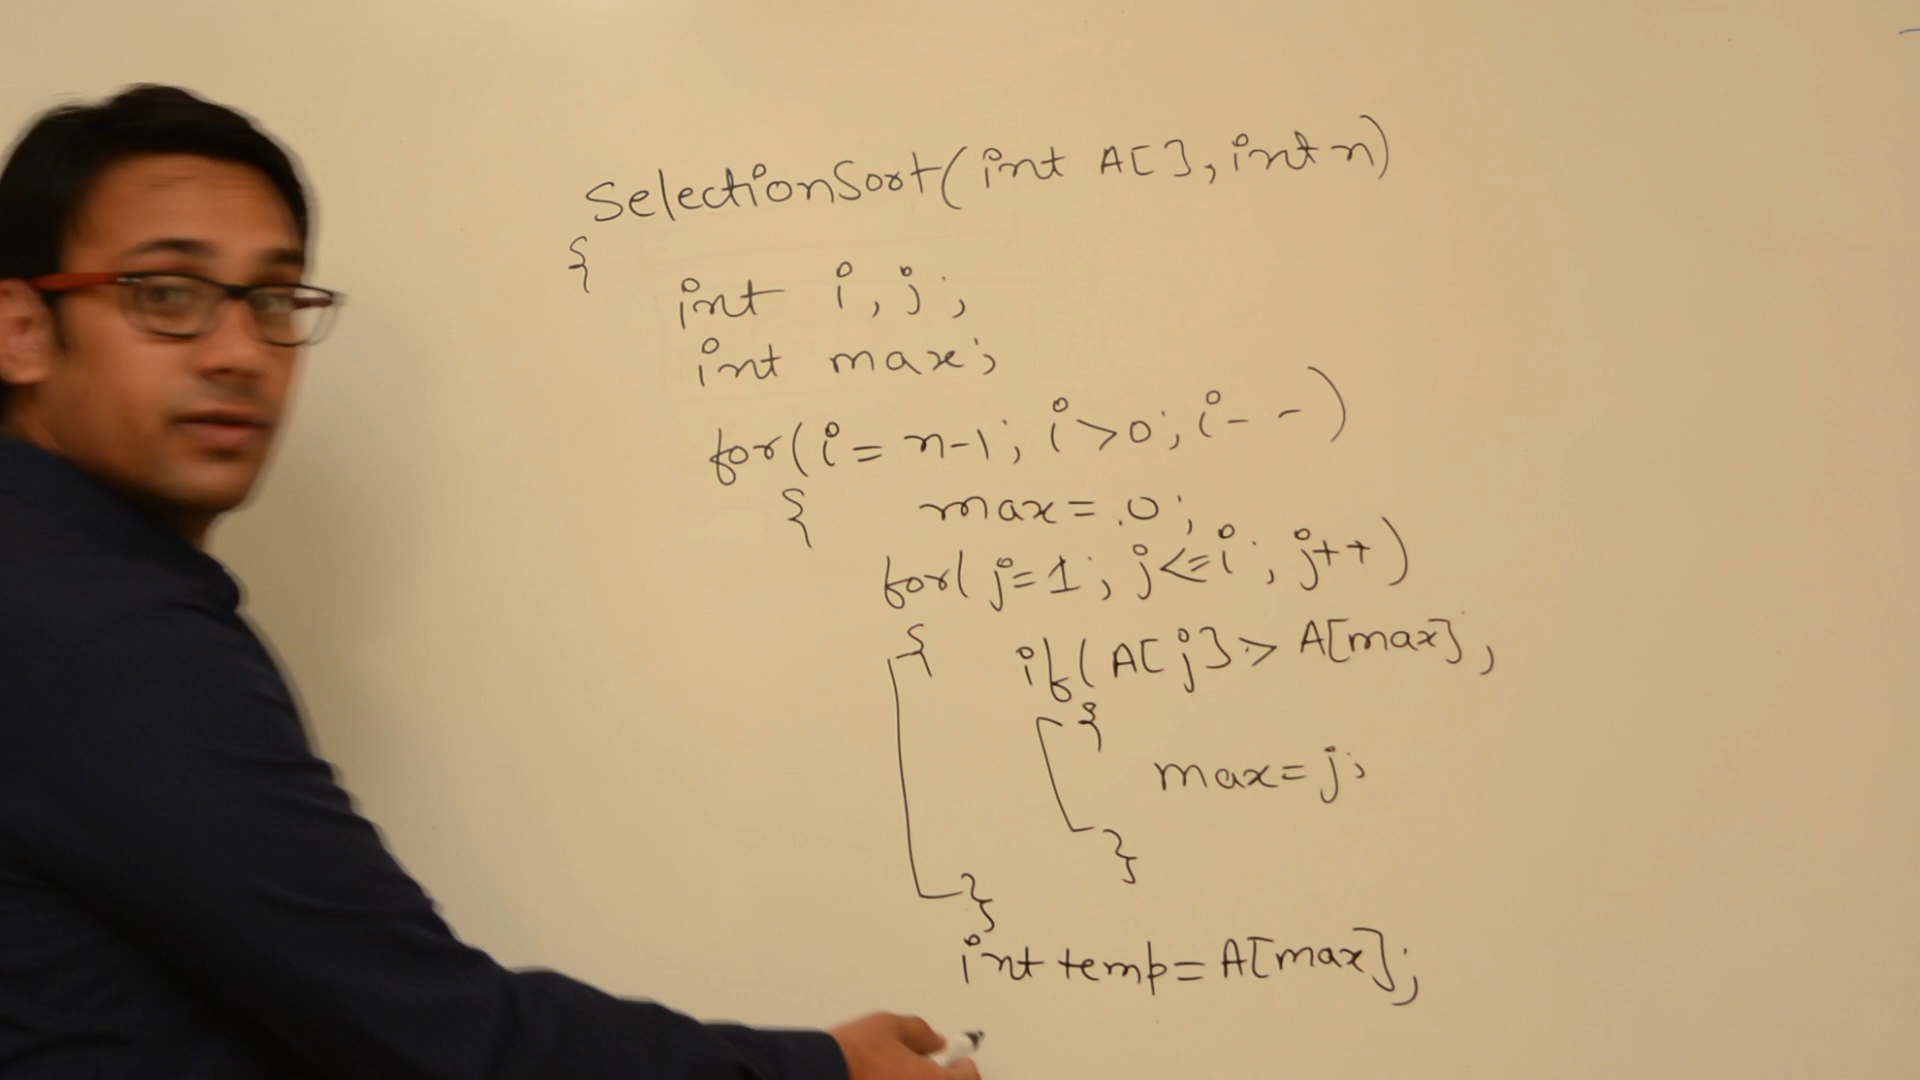 SelectionSort(int A[], int n)
{
int i, j;
int max;
for(i = n-1; i>0; i--)
{ max = 0;
for( j=1; j<=i; j++)
{ if( A[j] > A[max],
{
max = j;
}
}
int temp = A[max];